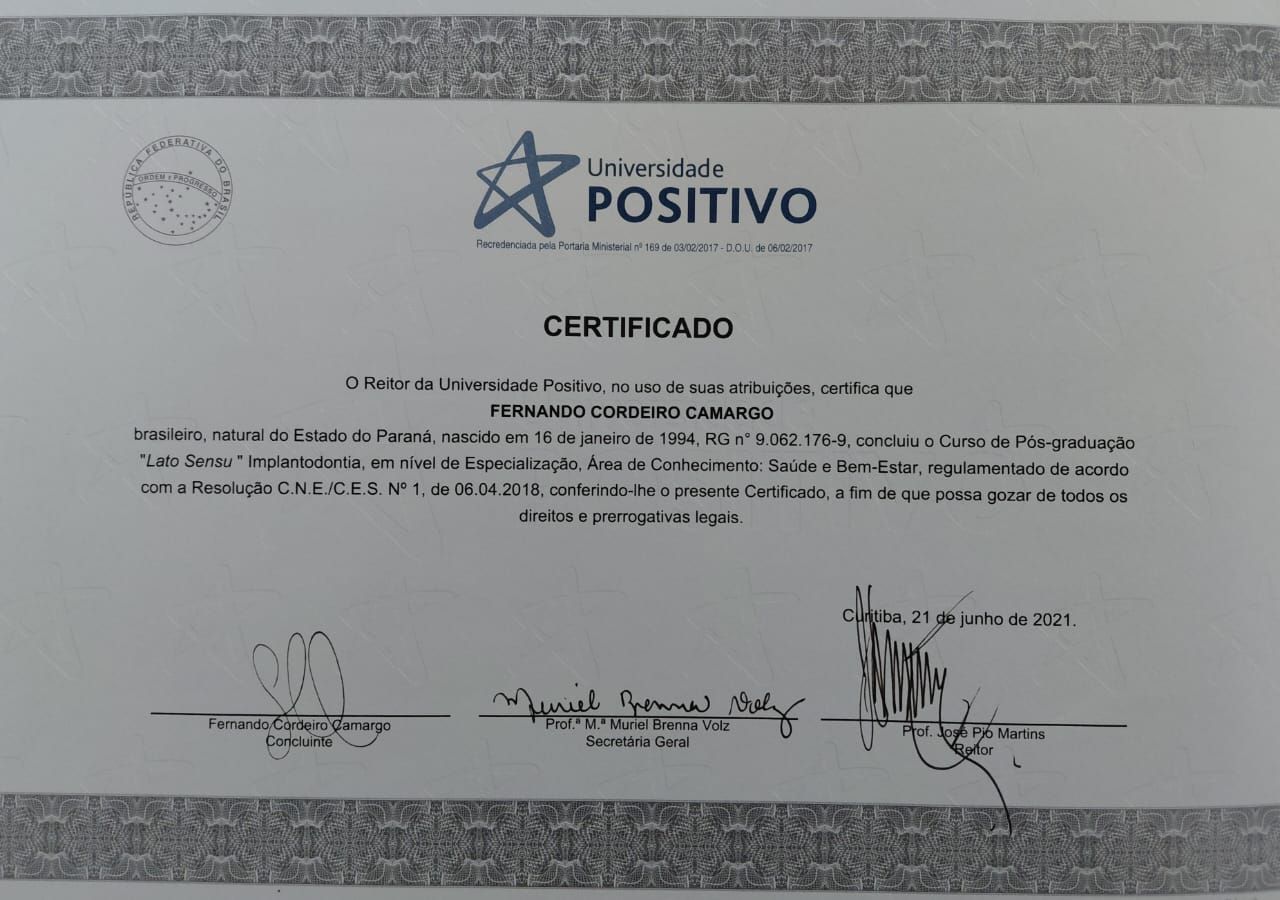 REPÚBLICA FEDERATIVA DO BRASIL
ORDEM E PROGRESSO
Universidade
POSITIVO
Recredenciada pela Portaria Ministerial nº 169 de 03/02/2017 - D.O.U. de 06/02/2017
CERTIFICADO
O Reitor da Universidade Positivo, no uso de suas atribuições, certifica que
FERNANDO CORDEIRO CAMARGO
brasileiro, natural do Estado do Paraná, nascido em 16 de janeiro de 1994, RG n° 9.062.176-9, concluiu o Curso de Pós-graduação
"Lato Sensu " Implantodontia, em nível de Especialização, Área de Conhecimento: Saúde e Bem-Estar, regulamentado de acordo
com a Resolução C.N.E./C.E.S. Nº 1, de 06.04.2018, conferindo-lhe o presente Certificado, a fim de que possa gozar de todos os
direitos e prerrogativas legais.
Curitiba, 21 de junho de 2021.
Muriel Brenna Volz
Fernando Cordeiro Camargo
Concluinte
Prof.ª M.ª Muriel Brenna Volz
Secretária Geral
Prof. José Pio Martins
Reitor